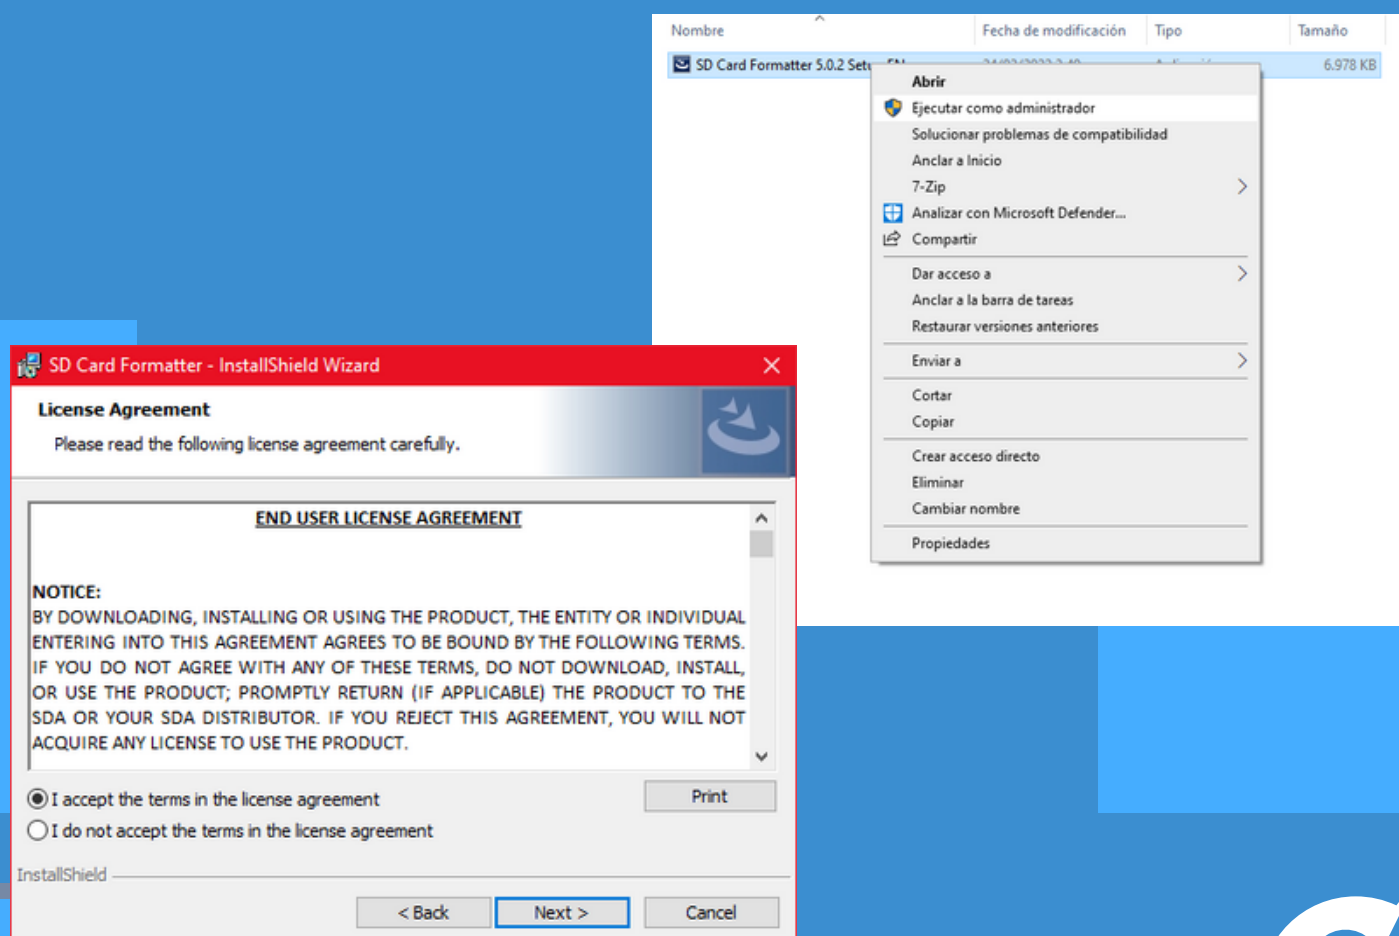 Nombre Fecha de modificación Tipo Tamaño
SD Card Formatter 5.0.2 6.978 KB
Abrir
Ejecutar como administrador
Solucionar problemas de compatibilidad
Anclar a Inicio
7-Zip
Analizar con Microsoft Defender...
Compartir
Dar acceso a
Anclar a la barra de tareas
Restaurar versiones anteriores
Enviar a
Cortar
Copiar
Crear acceso directo
Eliminar
Cambiar nombre
Propiedades
SD Card Formatter - InstallShield Wizard
License Agreement
Please read the following license agreement carefully.
END USER LICENSE AGREEMENT
NOTICE:
BY DOWNLOADING, INSTALLING OR USING THE PRODUCT, THE ENTITY OR INDIVIDUAL
ENTERING INTO THIS AGREEMENT AGREES TO BE BOUND BY THE FOLLOWING TERMS.
IF YOU DO NOT AGREE WITH ANY OF THESE TERMS, DO NOT DOWNLOAD, INSTALL,
OR USE THE PRODUCT; PROMPTLY RETURN (IF APPLICABLE) THE PRODUCT TO THE
SDA OR YOUR SDA DISTRIBUTOR. IF YOU REJECT THIS AGREEMENT, YOU WILL NOT
ACQUIRE ANY LICENSE TO USE THE PRODUCT.
I accept the terms in the license agreement
Print
I do not accept the terms in the license agreement
InstallShield
< Back Next > Cancel